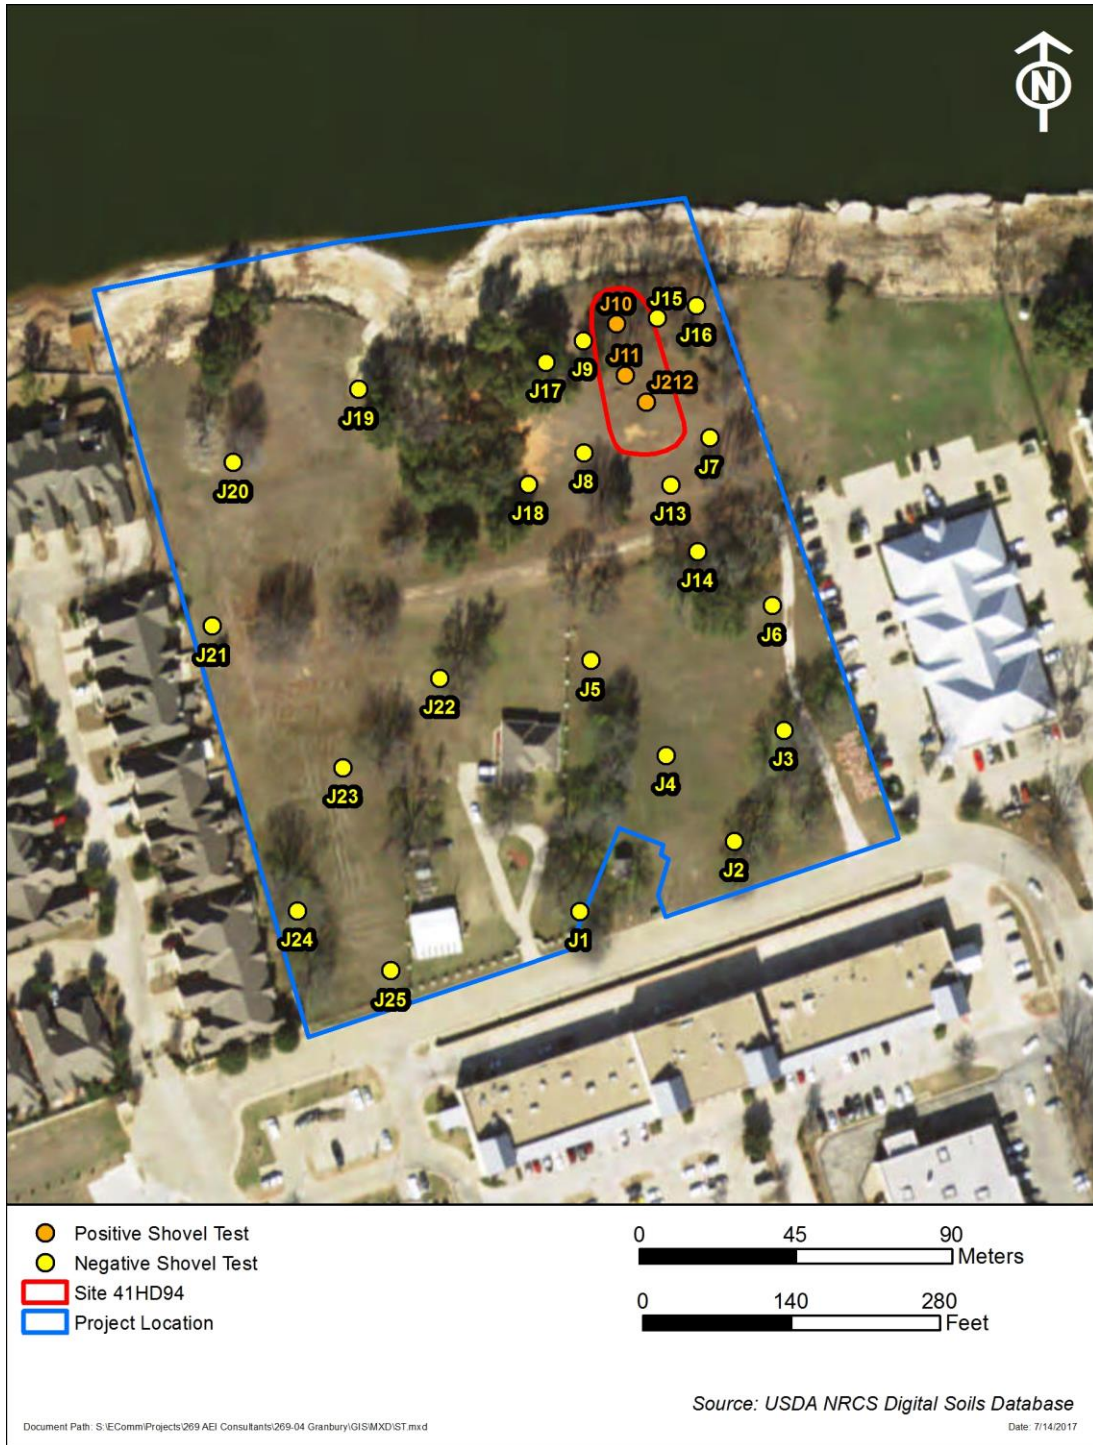 N
J10
J15
J16
J11
J9
J17
J212
J19
J7
J8
J20
J18
J13
J14
J6
J21
J5
J22
J3
J4
J23
J2
J24
J1
J25
Positive Shovel Test
Negative Shovel Test
Site 41HD94
Project Location
0 45 90
Meters
0 140 280
Feet
Source: USDA NRCS Digital Soils Database
Document Path: S:\EComm\Projects\269 AEI Consultants\269-04 Granbury\GIS\MXD\ST.mxd
Date: 7/14/2017